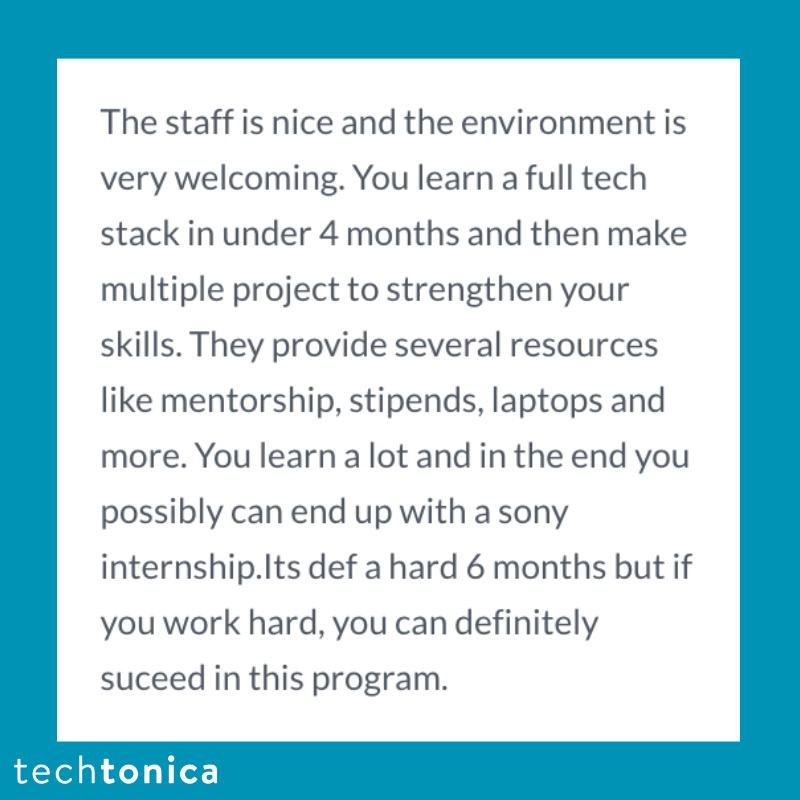 The staff is nice and the environment is
very welcoming. You learn a full tech
stack in under 4 months and then make
multiple project to strengthen your
skills. They provide several resources
like mentorship, stipends, laptops and
more. You learn a lot and in the end you
possibly can end up with a sony
internship.Its def a hard 6 months but if
you work hard, you can definitely
suceed in this program.
techtonica